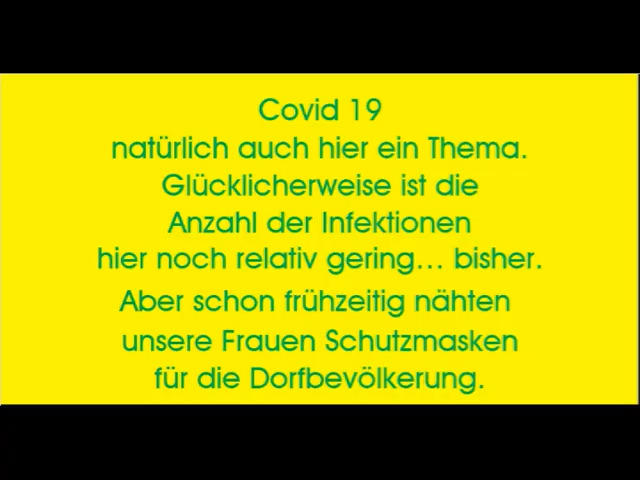 Covid 19
natürlich auch hier ein Thema.
Glücklicherweise ist die
Anzahl der Infektionen
hier noch relativ gering... bisher.
Aber schon frühzeitig nähten
unsere Frauen Schutzmasken
für die Dorfbevölkerung.